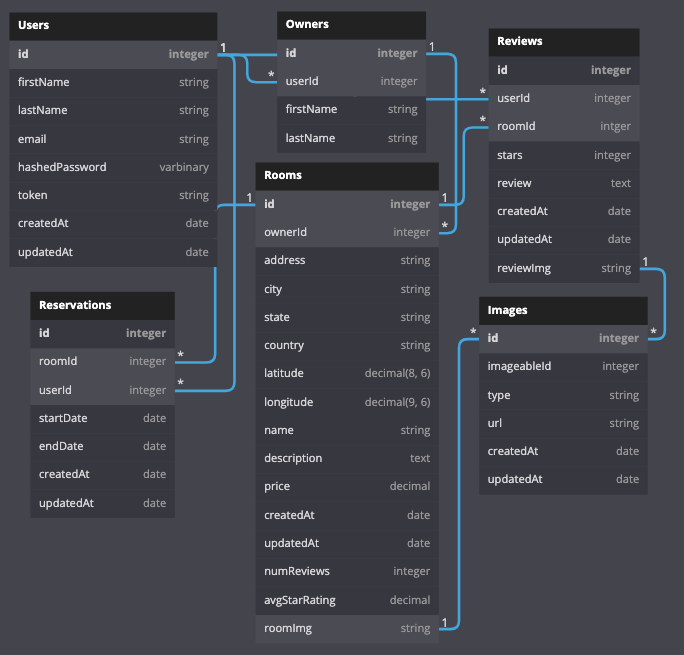 Users
id integer
firstName string
lastName string
email string
hashedPassword varbinary
token string
createdAt date
updatedAt date
1
*
Owners
id integer
userId integer
firstName string
lastName string
1
Reviews
id integer
userId integer
roomId intger
stars integer
review text
createdAt date
updatedAt date
reviewImg string
*
*
1
Rooms
id integer
ownerId integer
address string
city string
state string
country string
latitude decimal(8, 6)
longitude decimal(9, 6)
name string
description text
price decimal
createdAt date
updatedAt date
numReviews integer
avgStarRating decimal
roomImg string
1
1
*
1
Reservations
id integer
roomId integer
userId integer
startDate date
endDate date
createdAt date
updatedAt date
*
*
Images
id integer
imageableId integer
type string
url string
createdAt date
updatedAt date
*
*